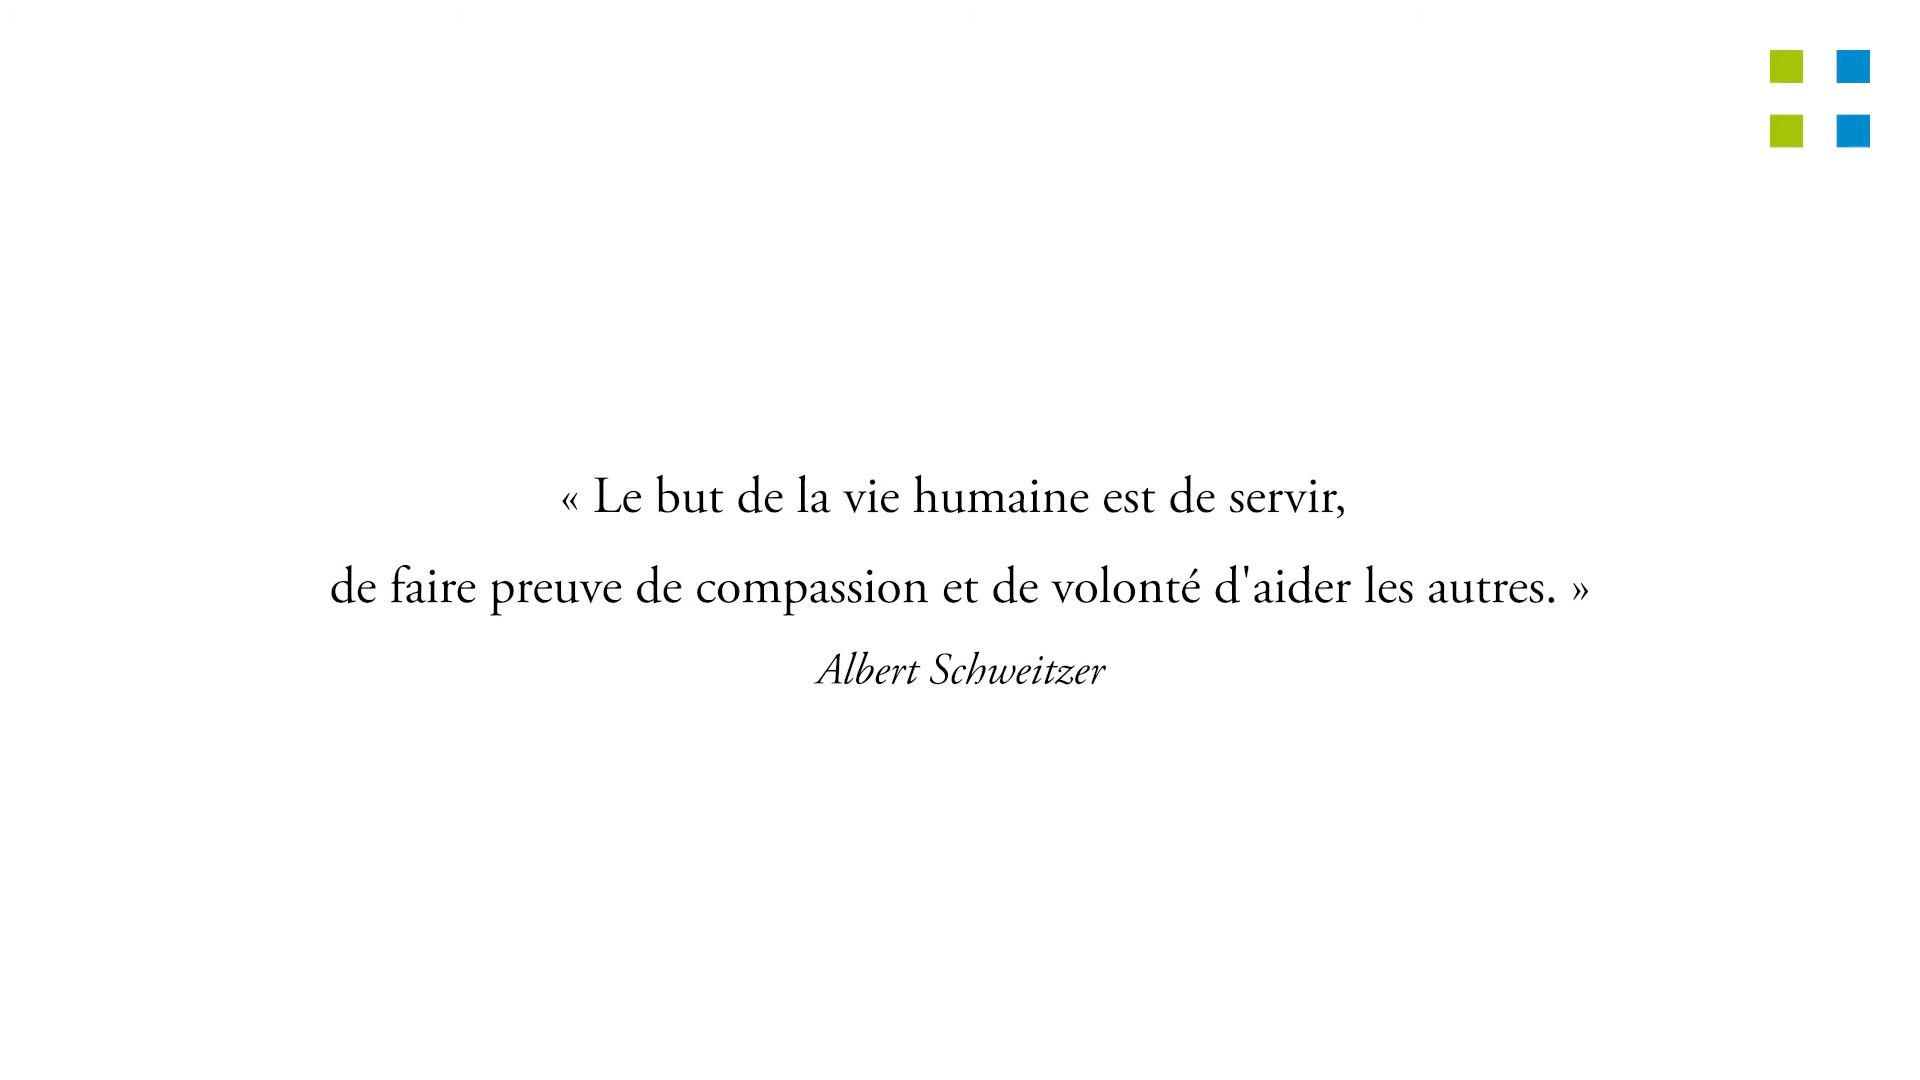 « Le but de la vie humaine est de servir,
de faire preuve de compassion et de volonté d'aider les autres. »
Albert Schweitzer